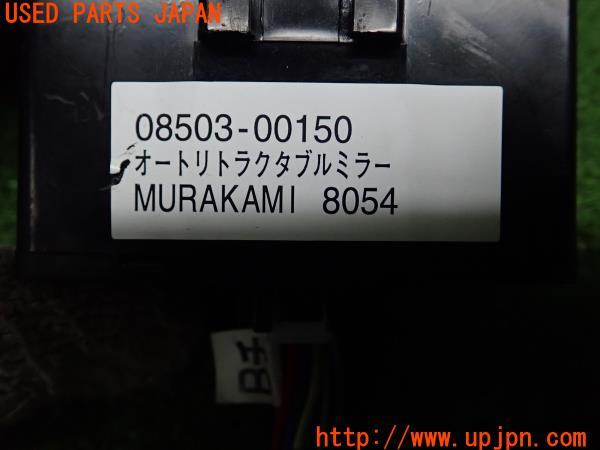 USED PARTS JAPAN
08503-00150
オートリトラクタブルミラー
MURAKAMI 8054
http://www.upjpn.com/